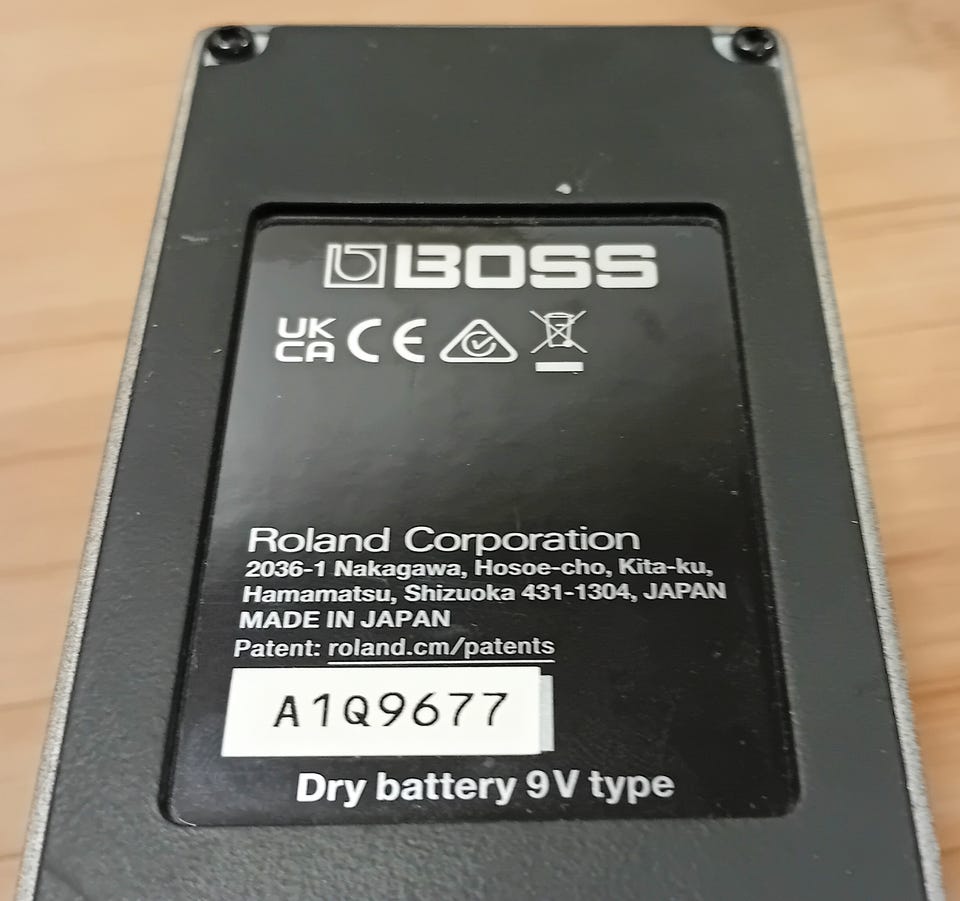 BOSS
UK CA CE
Roland Corporation
2036-1 Nakagawa, Hosoe-cho, Kita-ku,
Hamamatsu, Shizuoka 431-1304, JAPAN
MADE IN JAPAN
Patent: roland.cm/patents
A1Q9677
Dry battery 9V type